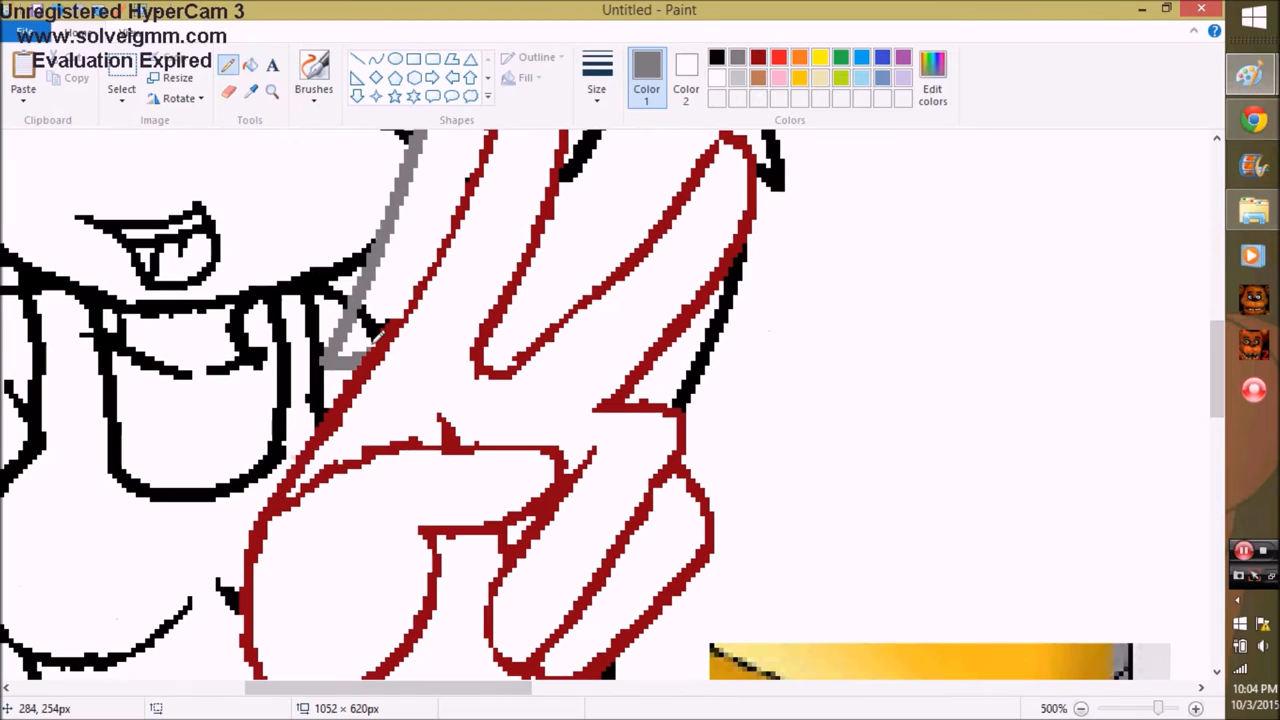 Unregistered HyperCam 3
www.solveigmm.com
Evaluation Expired
Untitled - Paint
Paste
Copy
Select
Resize
Rotate
Brushes
Outline
Fill
Size
Color 1
Color 2
Edit colors
Clipboard
Image
Tools
Shapes
Colors
284, 254px
1052 × 620px
500%
10:04 PM
10/3/2015